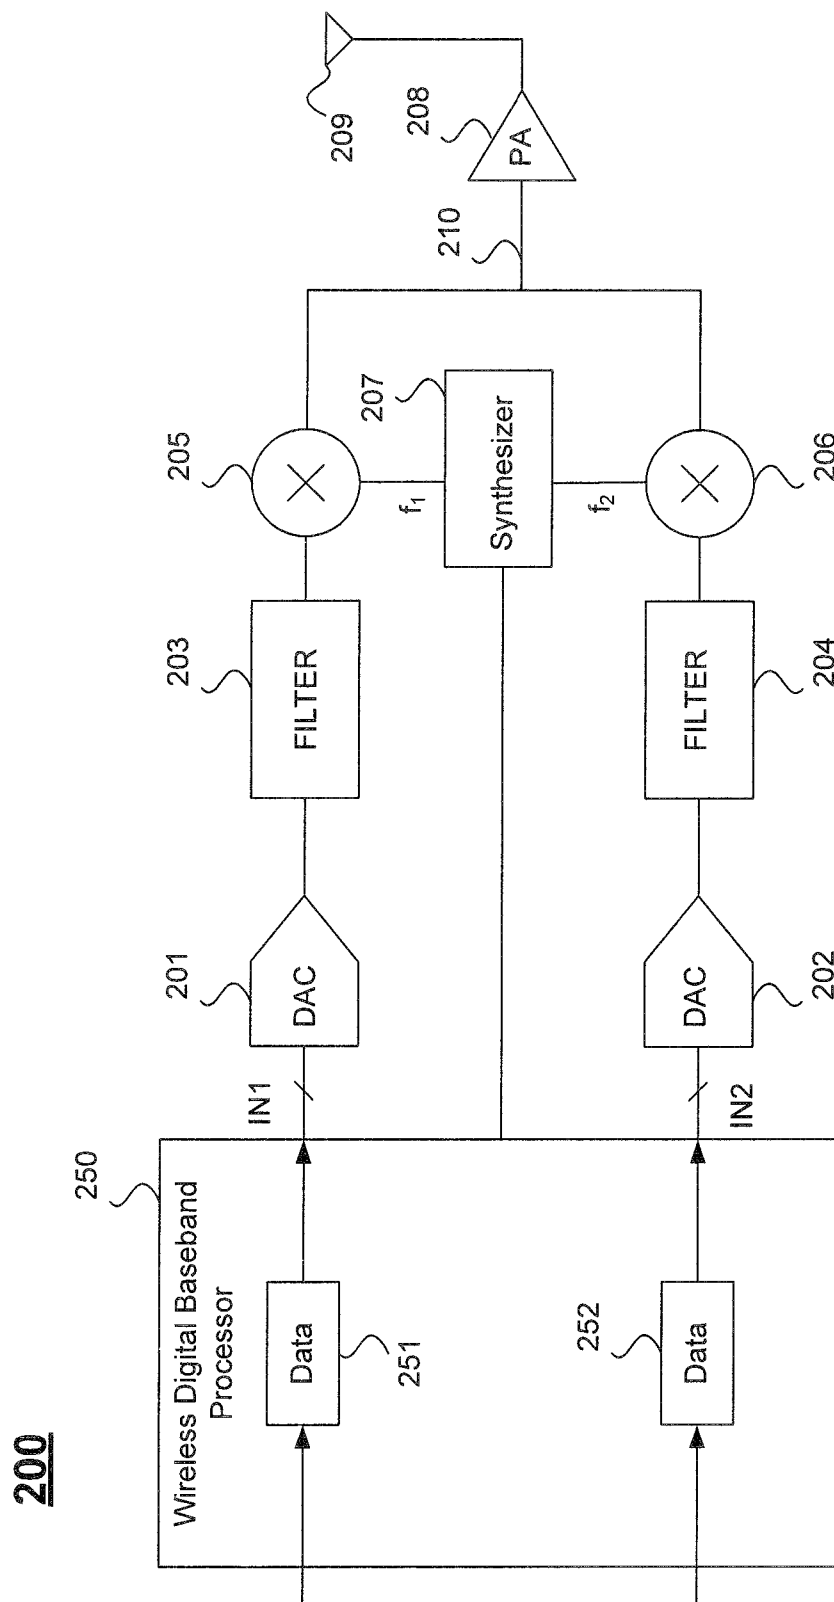 200
250
Wireless Digital Baseband
Processor
Data
251
252
Data
IN1
IN2
201
DAC
202
DAC
203
FILTER
204
FILTER
205
206
f1
f2
207
Synthesizer
210
208
PA
209